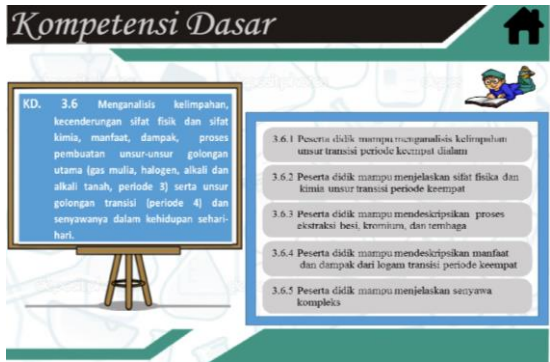 Kompetensi Dasar
KD. 3.6 Menganalisis kelimpahan,
kecenderungan sifat fisik dan sifat
kimia, manfaat, dampak, proses
pembuatan unsur-unsur golongan
utama (gas mulia, halogen, alkali dan
alkali tanah, periode 3) serta unsur
golongan transisi (periode 4) dan
senyawanya dalam kehidupan sehari-
hari.
3.6.1 Peserta didik mampu menganalisis kelimpahan
unsur transisi periode keempat dialam
3.6.2 Peserta didik mampu menjelaskan sifat fisika dan
kimia unsur transisi periode keempat
3.6.3 Peserta didik mampu mendeskripsikan proses
ekstraksi besi, kromium, dan tembaga
3.6.4 Peserta didik mampu mendeskripsikan manfaat
dan dampak dari logam transisi periode keempat
3.6.5 Peserta didik mampu menjelaskan senyawa
kompleks